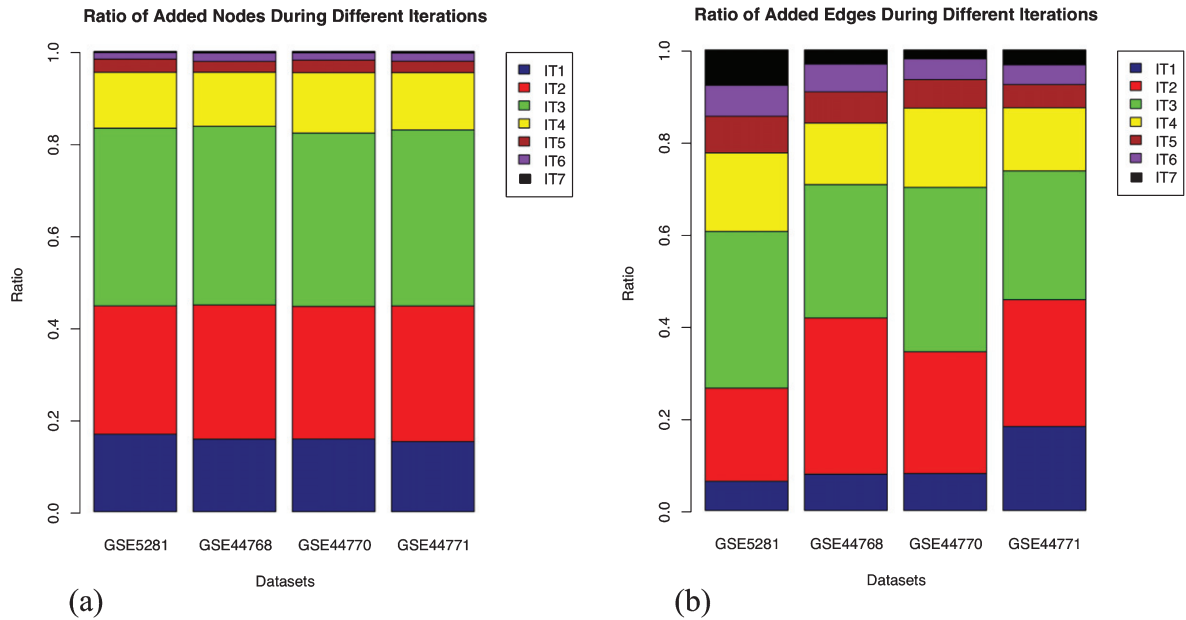 Ratio of Added Nodes During Different Iterations
1.0
0.8
0.6
0.4
0.2
0.0
Ratio
IT1
IT2
IT3
IT4
IT5
IT6
IT7
GSE5281 GSE44768 GSE44770 GSE44771
Datasets
(a)
Ratio of Added Edges During Different Iterations
1.0
0.8
0.6
0.4
0.2
0.0
Ratio
IT1
IT2
IT3
IT4
IT5
IT6
IT7
GSE5281 GSE44768 GSE44770 GSE44771
Datasets
(b)